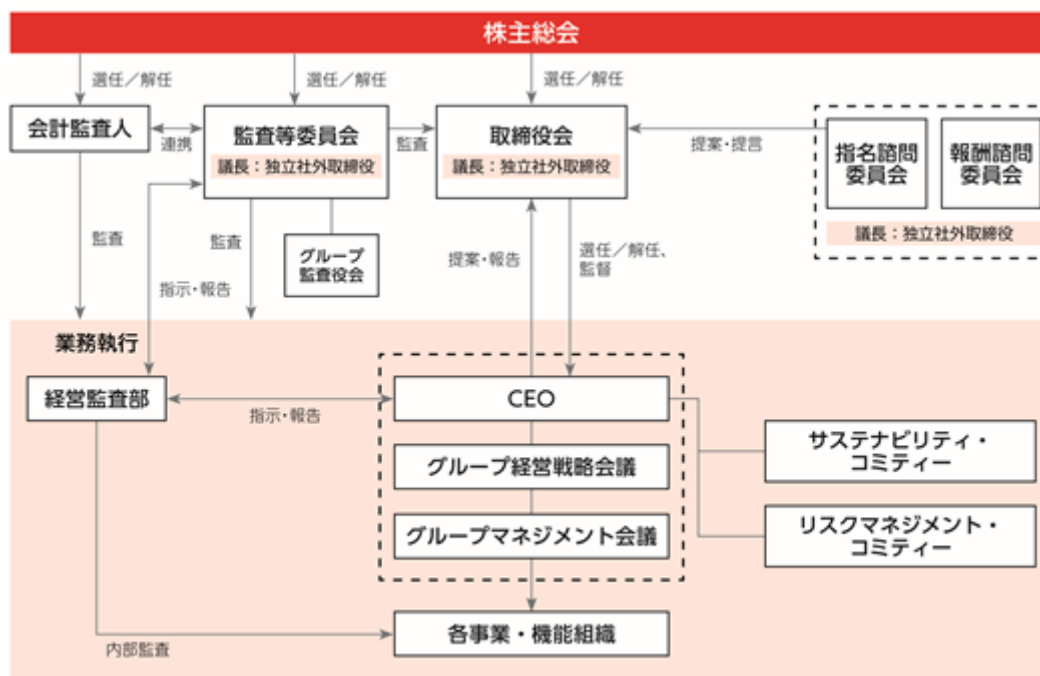 株主総会
選任／解任
選任／解任
選任／解任
会計監査人
連携
監査等委員会
議長：独立社外取締役
監査
取締役会
議長：独立社外取締役
提案・提言
指名諮問
委員会
報酬諮問
委員会
議長：独立社外取締役
監査
指示・報告
監査
グループ
監査役会
提案・報告
選任／解任、
監督
業務執行
経営監査部
指示・報告
CEO
グループ経営戦略会議
グループマネジメント会議
サステナビリティ・
コミティー
リスクマネジメント・
コミティー
各事業・機能組織
内部監査